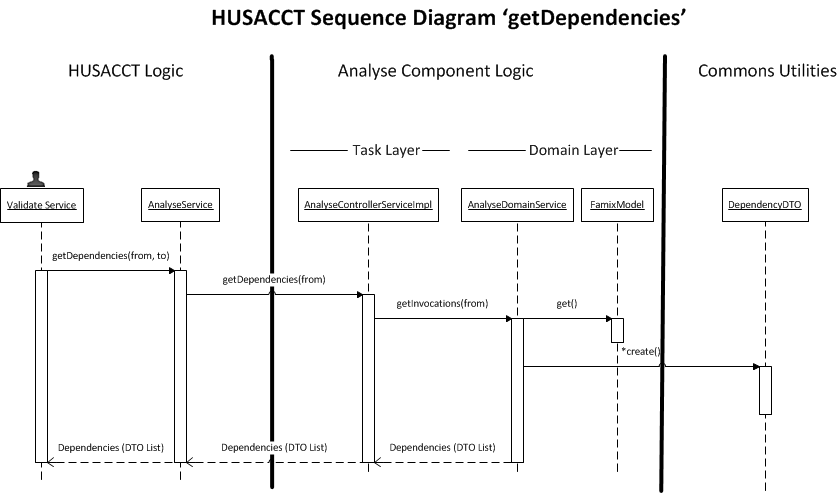 HUSACCT Sequence Diagram ‘getDependencies’
HUSACCT Logic
Analyse Component Logic
Commons Utilities
Task Layer
Domain Layer
Validate Service
AnalyseService
AnalyseControllerServiceImpl
AnalyseDomainService
FamixModel
DependencyDTO
getDependencies(from, to)
getDependencies(from)
getInvocations(from)
get()
*create()
Dependencies (DTO List)
Dependencies (DTO List)
Dependencies (DTO List)